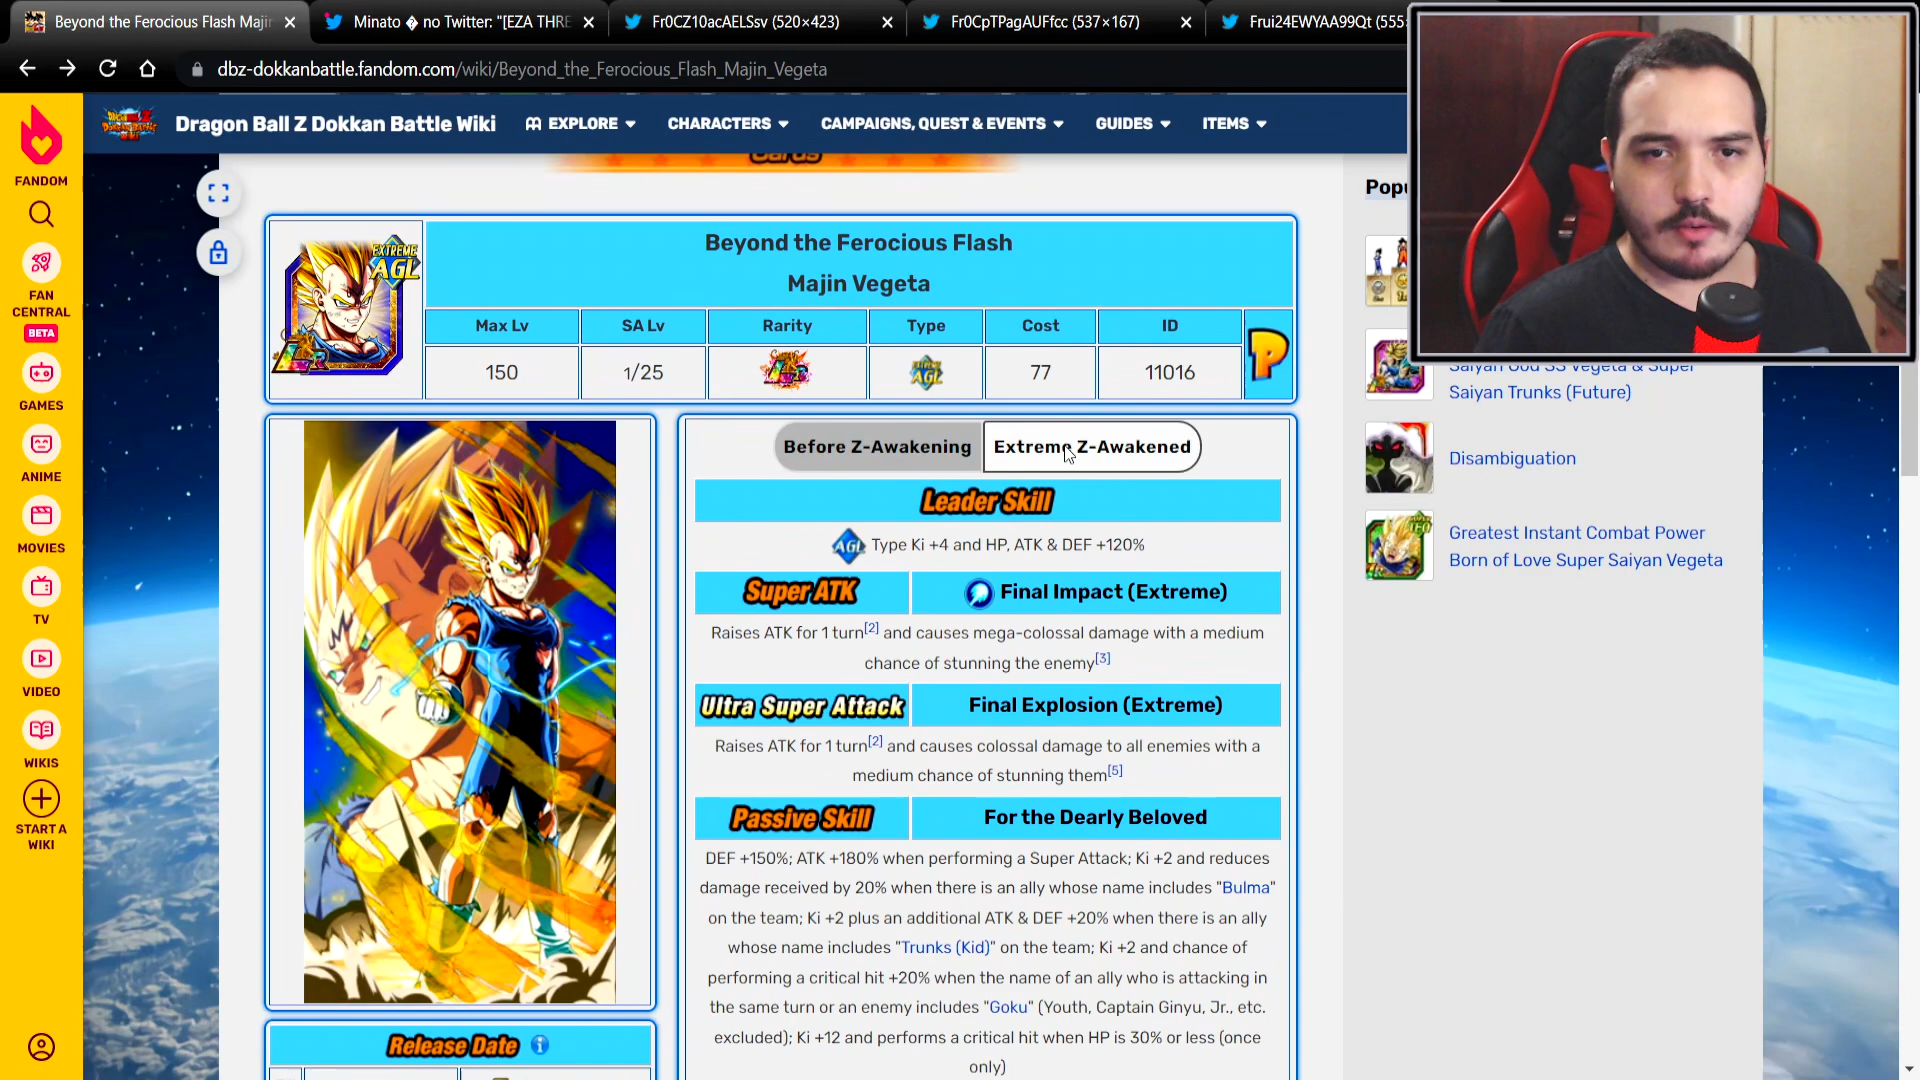 Beyond the Ferocious Flash Majin
Minato � no Twitter: "[EZA THRE
Fr0CZ10acAELSsv (520×423)
Fr0CpTPagAUFfcc (537×167)
Frui24EWYAA99Qt (555
dbz-dokkanbattle.fandom.com/wiki/Beyond_the_Ferocious_Flash_Majin_Vegeta
Dragon Ball Z Dokkan Battle Wiki
EXPLORE
CHARACTERS
CAMPAIGNS, QUEST & EVENTS
GUIDES
ITEMS
FANDOM
FAN
CENTRAL
BETA
GAMES
ANIME
MOVIES
TV
VIDEO
WIKIS
START A
WIKI
Cards
EXTREME
AGL
LR
Beyond the Ferocious Flash
Majin Vegeta
Max Lv
SA Lv
Rarity
Type
Cost
ID
150
1/25
LR
AGL
77
11016
P
Before Z-Awakening
Extreme Z-Awakened
Leader Skill
AGL Type Ki +4 and HP, ATK & DEF +120%
Super ATK
Final Impact (Extreme)
Raises ATK for 1 turn[2] and causes mega-colossal damage with a medium
chance of stunning the enemy[3]
Ultra Super Attack
Final Explosion (Extreme)
Raises ATK for 1 turn[2] and causes colossal damage to all enemies with a
medium chance of stunning them[5]
Passive Skill
For the Dearly Beloved
DEF +150%; ATK +180% when performing a Super Attack; Ki +2 and reduces
damage received by 20% when there is an ally whose name includes "Bulma"
on the team; Ki +2 plus an additional ATK & DEF +20% when there is an ally
whose name includes "Trunks (Kid)" on the team; Ki +2 and chance of
performing a critical hit +20% when the name of an ally who is attacking in
the same turn or an enemy includes "Goku" (Youth, Captain Ginyu, Jr., etc.
excluded); Ki +12 and performs a critical hit when HP is 30% or less (once
only)
Release Date
Popu
Saiyan God SS Vegeta & Super
Saiyan Trunks (Future)
Disambiguation
Greatest Instant Combat Power
Born of Love Super Saiyan Vegeta